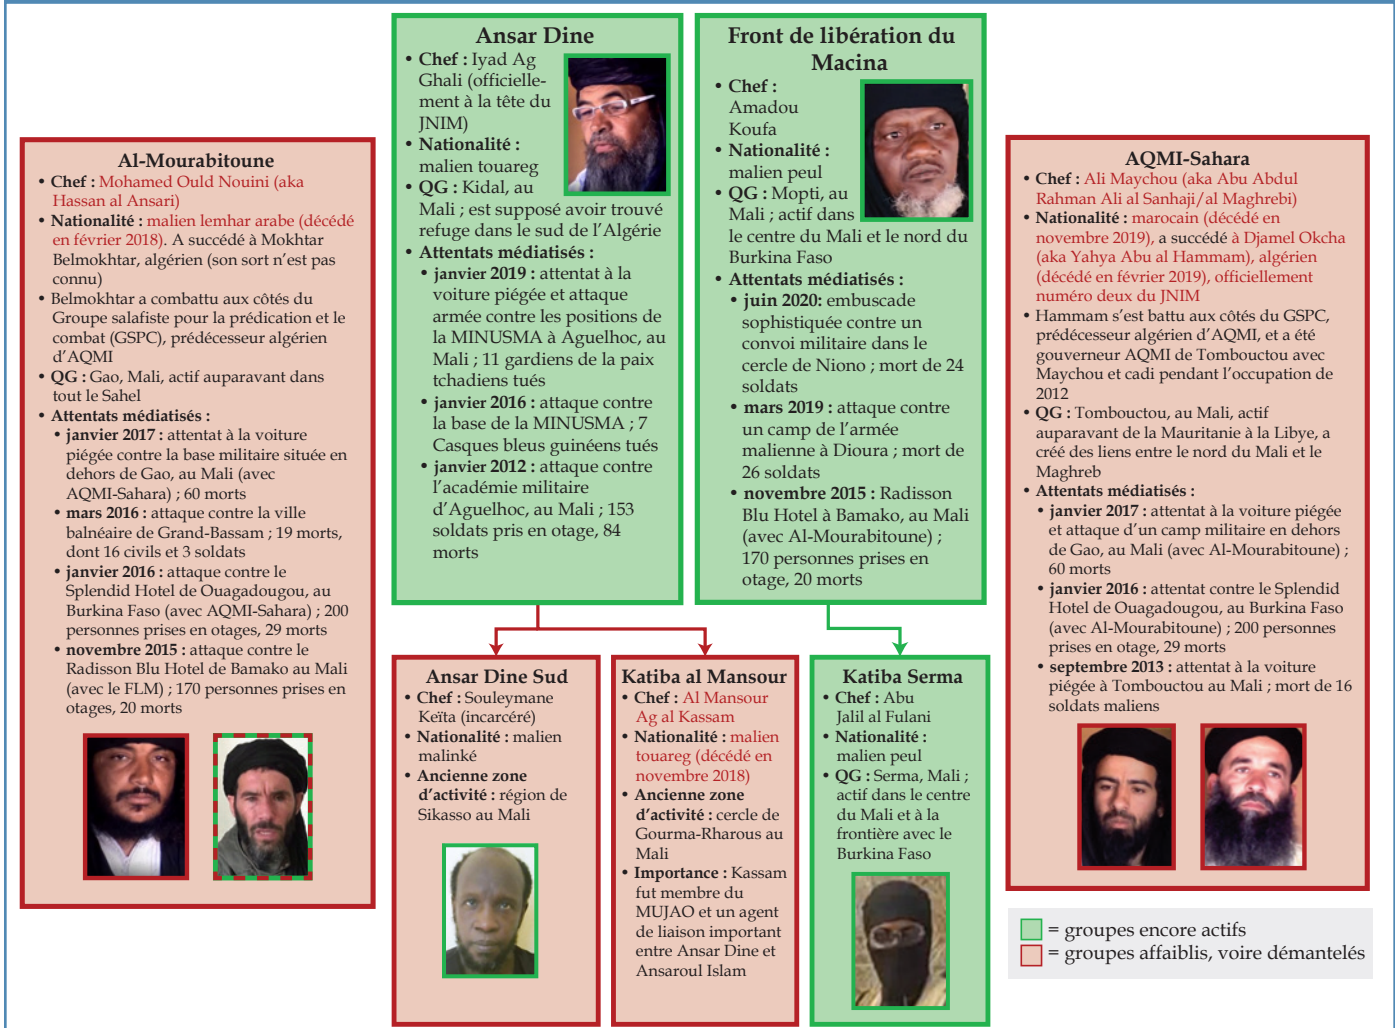 Ansar Dine
• Chef : Iyad Ag
Ghali (officielle-
ment à la tête du
JNIM)
• Nationalité :
malien touareg
• QG : Kidal, au
Mali ; est supposé avoir trouvé
refuge dans le sud de l’Algérie
• Attentats médiatisés :
• janvier 2019 : attentat à la
voiture piégée et attaque
armée contre les positions de
la MINUSMA à Aguelhoc, au
Mali ; 11 gardiens de la paix
tchadiens tués
• janvier 2016 : attaque contre
la base de la MINUSMA ; 7
Casques bleus guinéens tués
• janvier 2012 : attaque contre
l’académie militaire
d’Aguelhoc, au Mali ; 153
soldats pris en otage, 84
morts
Front de libération du
Macina
• Chef :
Amadou
Koufa
• Nationalité :
malien peul
• QG : Mopti, au
Mali ; actif dans
le centre du Mali et le nord du
Burkina Faso
• Attentats médiatisés :
• juin 2020: embuscade
sophistiquée contre un
convoi militaire dans le
cercle de Niono ; mort de 24
soldats
• mars 2019 : attaque contre
un camp de l’armée
malienne à Dioura ; mort de
26 soldats
• novembre 2015 : Radisson
Blu Hotel à Bamako, au Mali
(avec Al-Mourabitoune) ;
170 personnes prises en
otage, 20 morts
Al-Mourabitoune
• Chef : Mohamed Ould Nouini (aka
Hassan al Ansari)
• Nationalité : malien lemhar arabe (décédé
en février 2018). A succédé à Mokhtar
Belmokhtar, algérien (son sort n’est pas
connu)
• Belmokhtar a combattu aux côtés du
Groupe salafiste pour la prédication et le
combat (GSPC), prédécesseur algérien
d’AQMI
• QG : Gao, Mali, actif auparavant dans
tout le Sahel
• Attentats médiatisés :
• janvier 2017 : attentat à la voiture
piégée contre la base militaire située en
dehors de Gao, au Mali (avec
AQMI-Sahara) ; 60 morts
• mars 2016 : attaque contre la ville
balnéaire de Grand-Bassam ; 19 morts,
dont 16 civils et 3 soldats
• janvier 2016 : attaque contre le
Splendid Hotel de Ouagadougou, au
Burkina Faso (avec AQMI-Sahara) ; 200
personnes prises en otages, 29 morts
• novembre 2015 : attaque contre le
Radisson Blu Hotel de Bamako au Mali
(avec le FLM) ; 170 personnes prises en
otages, 20 morts
AQMI-Sahara
• Chef : Ali Maychou (aka Abu Abdul
Rahman Ali al Sanhaji/al Maghrebi)
• Nationalité : marocain (décédé en
novembre 2019), a succédé à Djamel Okcha
(aka Yahya Abu al Hammam), algérien
(décédé en février 2019), officiellement
numéro deux du JNIM
• Hammam s’est battu aux côtés du GSPC,
prédécesseur algérien d’AQMI, et a été
gouverneur AQMI de Tombouctou avec
Maychou et cadi pendant l’occupation de
2012
• QG : Tombouctou, au Mali, actif
auparavant de la Mauritanie à la Libye, a
créé des liens entre le nord du Mali et le
Maghreb
• Attentats médiatisés :
• janvier 2017 : attentat à la voiture piégée
et attaque d’un camp militaire en dehors
de Gao, au Mali (avec Al-Mourabitoune) ;
60 morts
• janvier 2016 : attentat contre le Splendid
Hotel de Ouagadougou, au Burkina Faso
(avec Al-Mourabitoune) ; 200 personnes
prises en otage, 29 morts
• septembre 2013 : attentat à la voiture
piégée à Tombouctou au Mali ; mort de 16
soldats maliens
Ansar Dine Sud
• Chef : Souleymane
Keïta (incarcéré)
• Nationalité : malien
malinké
• Ancienne zone
d’activité : région de
Sikasso au Mali
Katiba al Mansour
• Chef : Al Mansour
Ag al Kassam
• Nationalité : malien
touareg (décédé en
novembre 2018)
• Ancienne zone
d’activité : cercle de
Gourma-Rharous au
Mali
• Importance : Kassam
fut membre du
MUJAO et un agent
de liaison important
entre Ansar Dine et
Ansaroul Islam
Katiba Serma
• Chef : Abu
Jalil al Fulani
• Nationalité :
malien peul
• QG : Serma, Mali ;
actif dans le centre
du Mali et à la
frontière avec le
Burkina Faso
= groupes encore actifs
= groupes affaiblis, voire démantelés